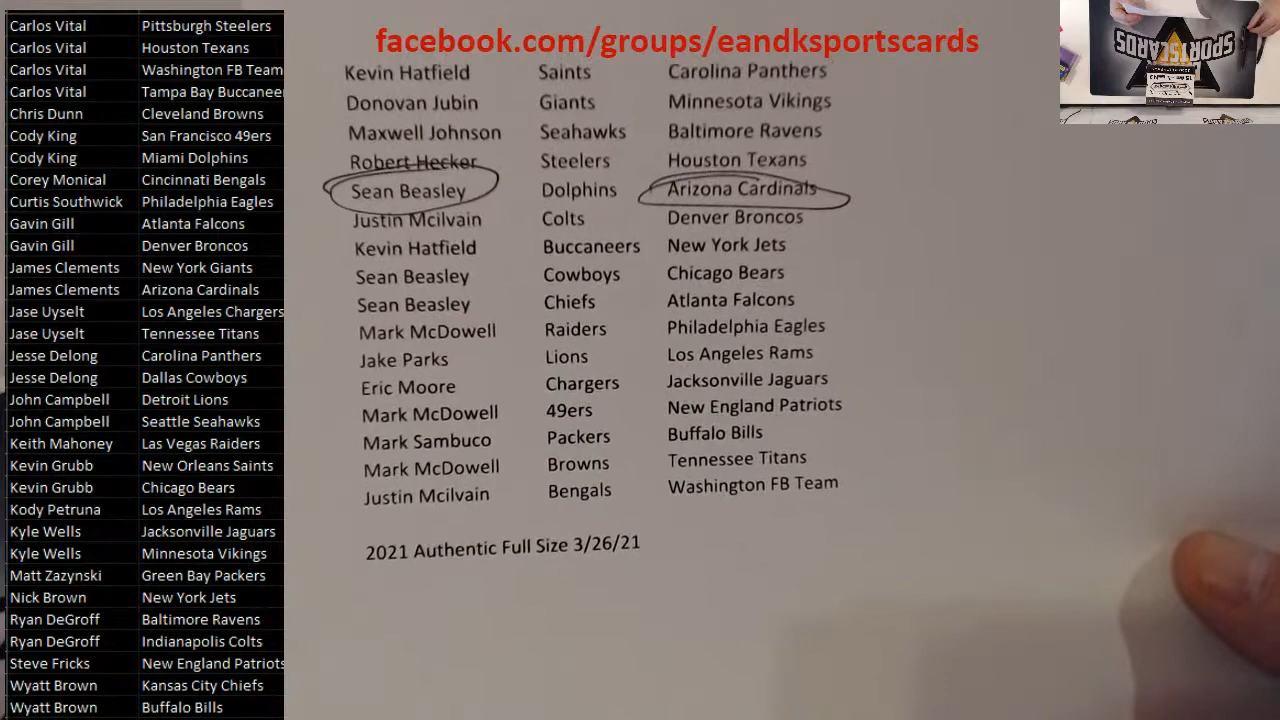 Carlos Vital Pittsburgh Steelers
Carlos Vital Houston Texans
Carlos Vital Washington FB Team
Carlos Vital Tampa Bay Buccaneer
Chris Dunn Cleveland Browns
Cody King San Francisco 49ers
Cody King Miami Dolphins
Corey Monical Cincinnati Bengals
Curtis Southwick Philadelphia Eagles
Gavin Gill Atlanta Falcons
Gavin Gill Denver Broncos
James Clements New York Giants
James Clements Arizona Cardinals
Jase Uyselt Los Angeles Chargers
Jase Uyselt Tennessee Titans
Jesse Delong Carolina Panthers
Jesse Delong Dallas Cowboys
John Campbell Detroit Lions
John Campbell Seattle Seahawks
Keith Mahoney Las Vegas Raiders
Kevin Grubb New Orleans Saints
Kevin Grubb Chicago Bears
Kody Petruna Los Angeles Rams
Kyle Wells Jacksonville Jaguars
Kyle Wells Minnesota Vikings
Matt Zazynski Green Bay Packers
Nick Brown New York Jets
Ryan DeGroff Baltimore Ravens
Ryan DeGroff Indianapolis Colts
Steve Fricks New England Patriots
Wyatt Brown Kansas City Chiefs
Wyatt Brown Buffalo Bills
facebook.com/groups/eandksportscards
Kevin Hatfield Saints Carolina Panthers
Donovan Jubin Giants Minnesota Vikings
Maxwell Johnson Seahawks Baltimore Ravens
Robert Hecker Steelers Houston Texans
Sean Beasley Dolphins Arizona Cardinals
Justin Mcilvain Colts Denver Broncos
Kevin Hatfield Buccaneers New York Jets
Sean Beasley Cowboys Chicago Bears
Sean Beasley Chiefs Atlanta Falcons
Mark McDowell Raiders Philadelphia Eagles
Jake Parks Lions Los Angeles Rams
Eric Moore Chargers Jacksonville Jaguars
Mark McDowell 49ers New England Patriots
Mark Sambuco Packers Buffalo Bills
Mark McDowell Browns Tennessee Titans
Justin Mcilvain Bengals Washington FB Team
2021 Authentic Full Size 3/26/21
SPORTSCARDS